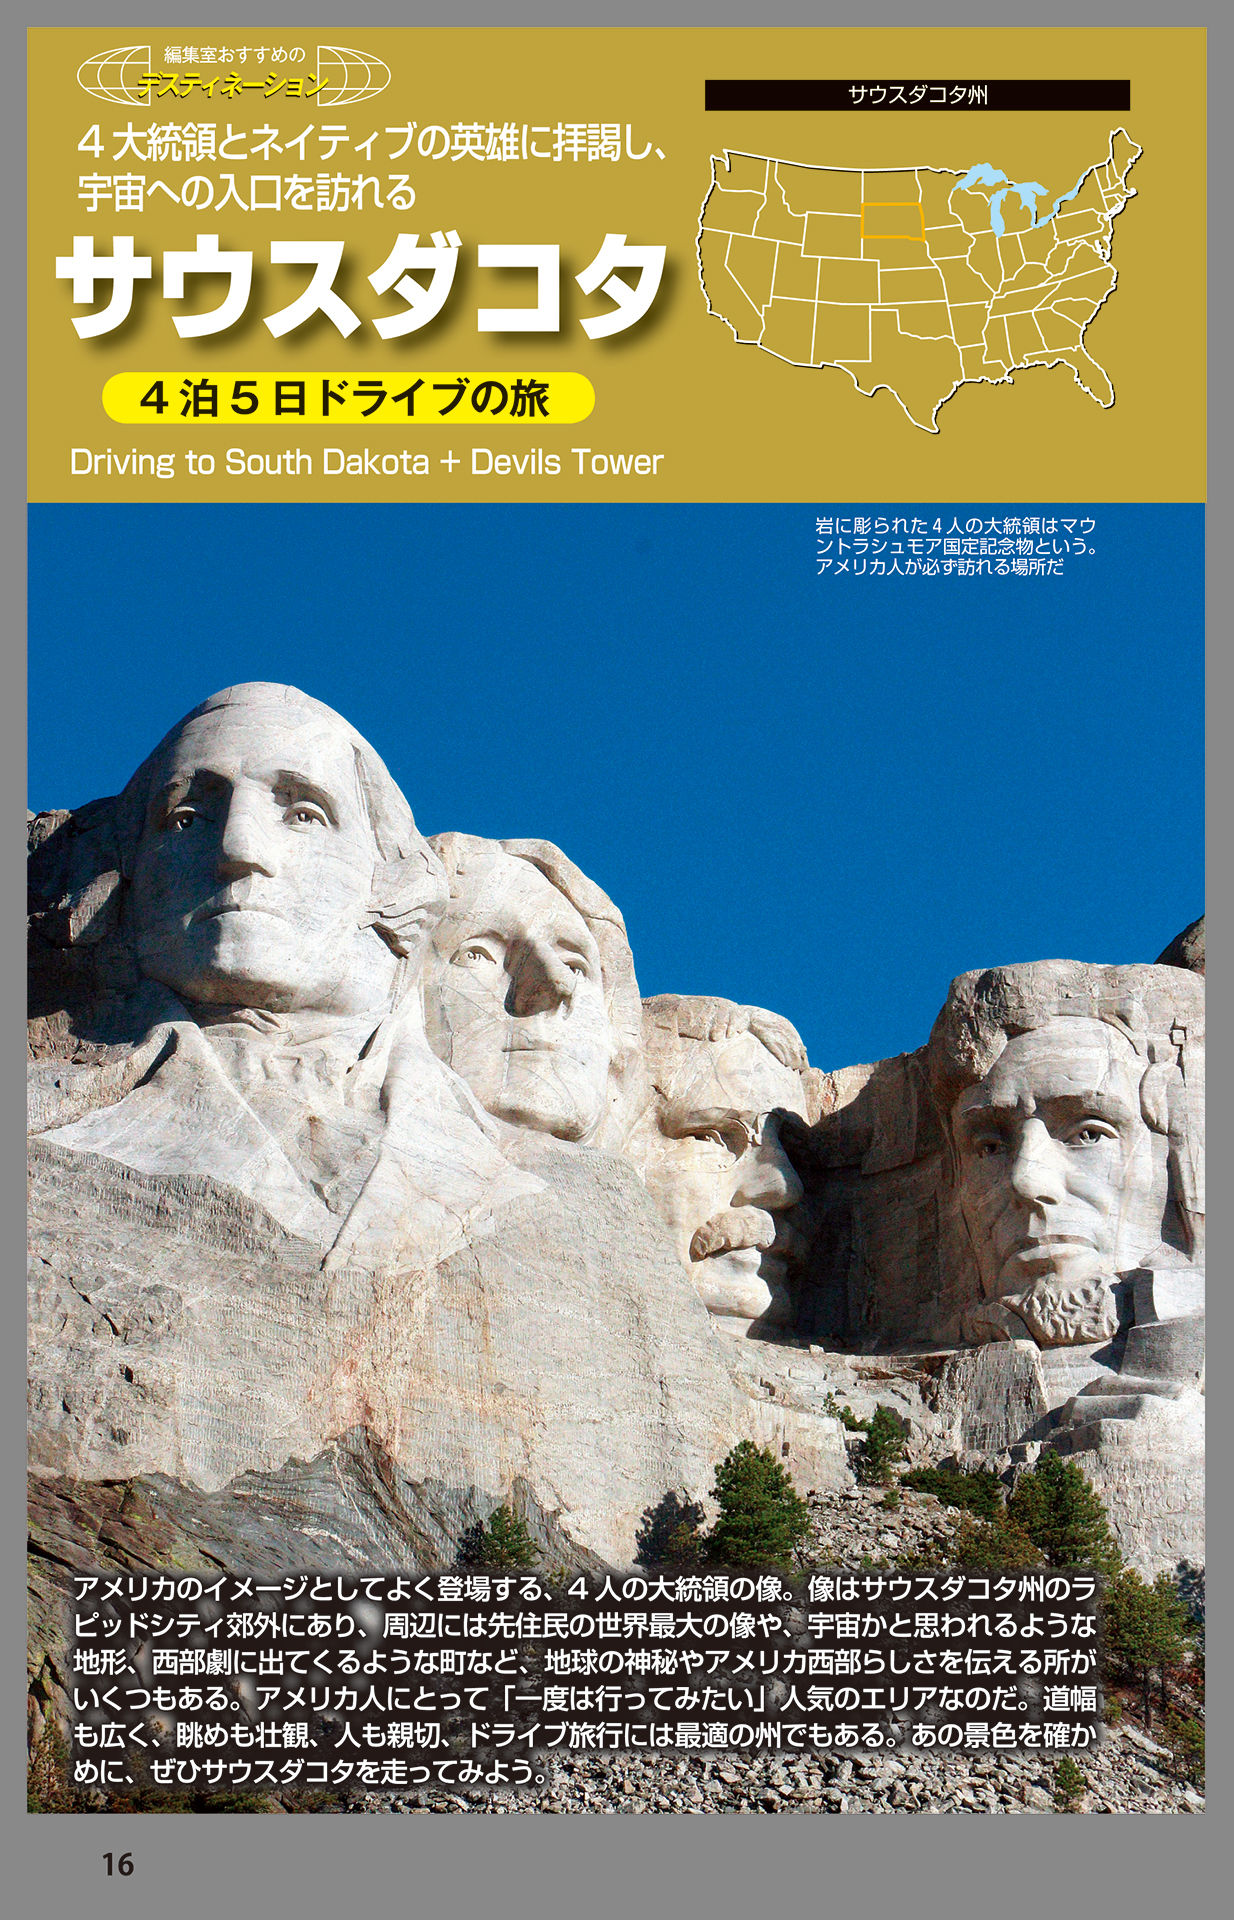 編集室おすすめの
デスティネーション
4大統領とネイティブの英雄に拝謁し、
宇宙への入口を訪れる
サウスダコタ
4泊5日ドライブの旅
Driving to South Dakota + Devils Tower
サウスダコタ州
岩に彫られた4人の大統領はマウ
ントラシュモア国定記念物という。
アメリカ人が必ず訪れる場所だ
アメリカのイメージとしてよく登場する、4人の大統領の像。像はサウスダコタ州のラ
ピッドシティ郊外にあり、周辺には先住民の世界最大の像や、宇宙かと思われるような
地形、西部劇に出てくるような町など、地球の神秘やアメリカ西部らしさを伝える所が
いくつもある。アメリカ人にとって「一度は行ってみたい」人気のエリアなのだ。道幅
も広く、眺めも壮観、人も親切、ドライブ旅行には最適の州でもある。あの景色を確か
めに、ぜひサウスダコタを走ってみよう。
16